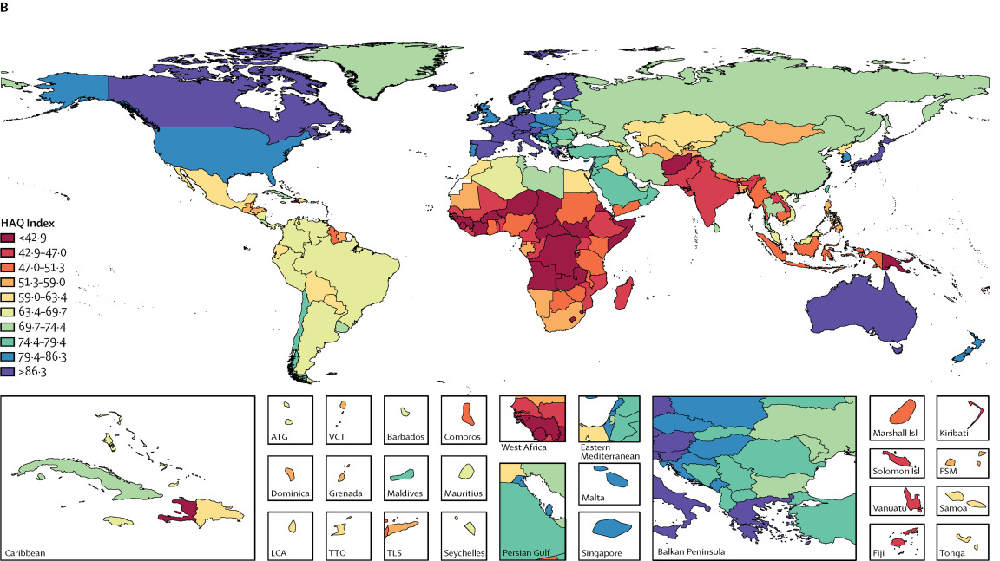 B
HAQ Index
<42·9
42·9–47·0
47·0–51·3
51·3–59·0
59·0–63·4
63·4–69·7
69·7–74·4
74·4–79·4
79·4–86·3
>86·3
Caribbean
ATG
VCT
Barbados
Comoros
West Africa
Eastern
Mediterranean
Marshall Isl
Kiribati
Dominica
Grenada
Maldives
Mauritius
Malta
Solomon Isl
FSM
Vanuatu
Samoa
LCA
TTO
TLS
Seychelles
Persian Gulf
Singapore
Balkan Peninsula
Fiji
Tonga